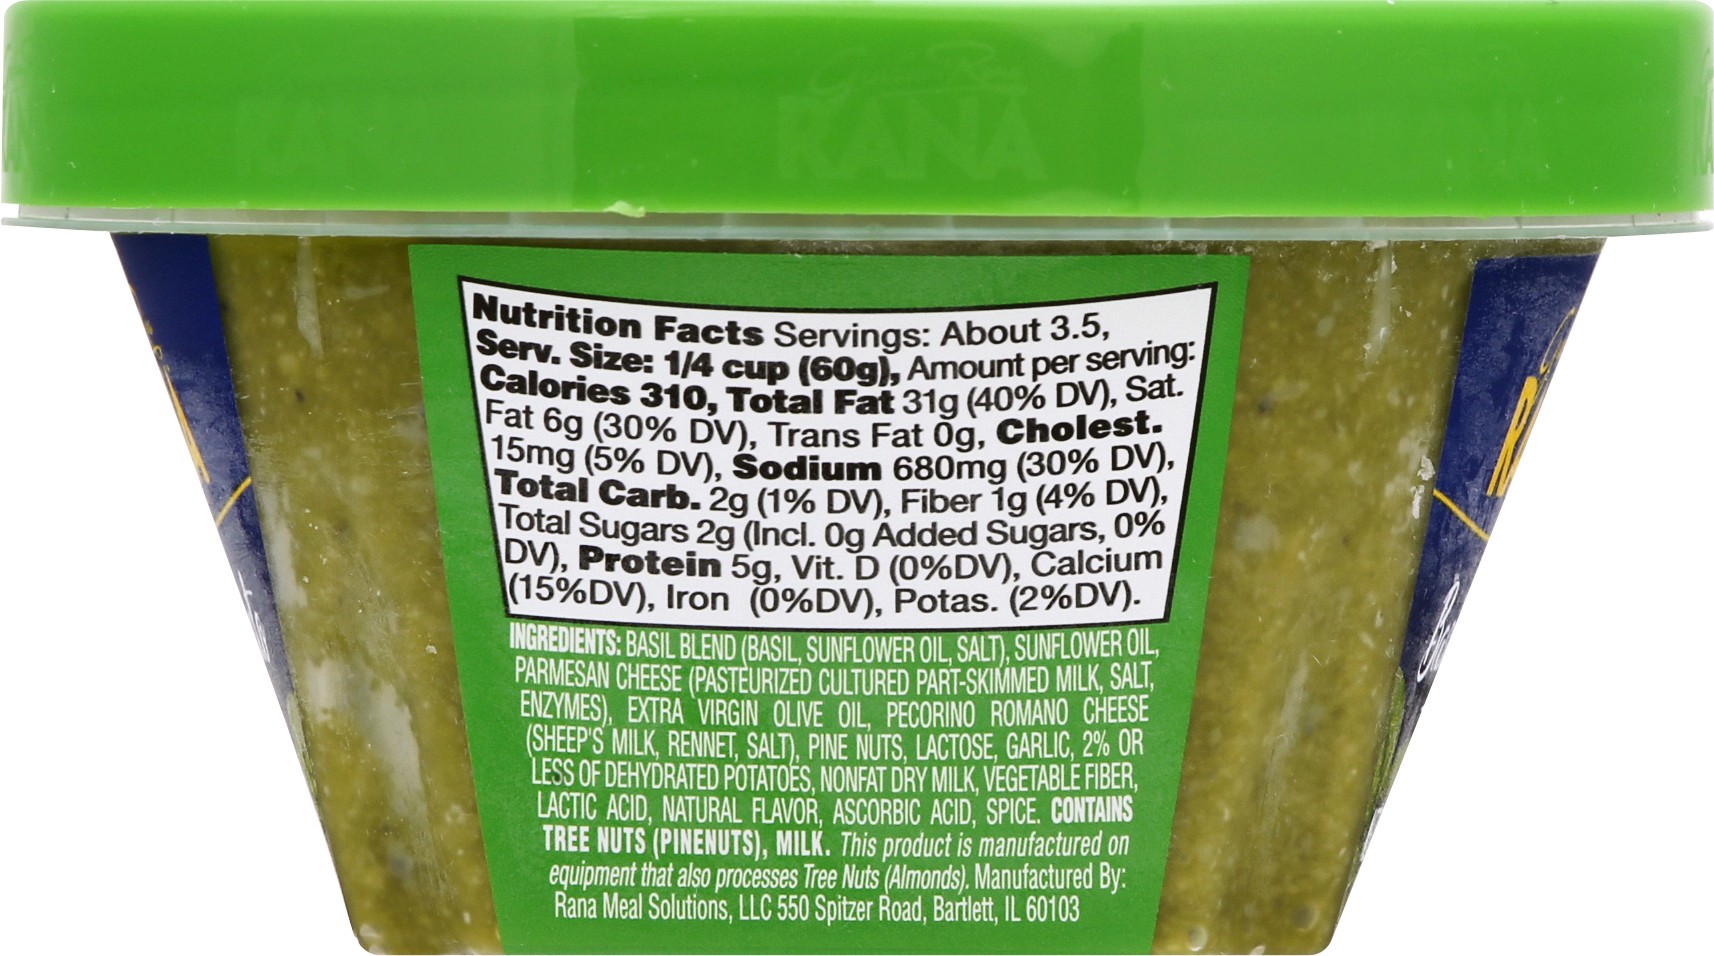 Giovanni Rana
RANA
Nutrition Facts Servings: About 3.5,
Serv. Size: 1/4 cup (60g), Amount per serving:
Calories 310, Total Fat 31g (40% DV), Sat.
Fat 6g (30% DV), Trans Fat 0g, Cholest.
15mg (5% DV), Sodium 680mg (30% DV),
Total Carb. 2g (1% DV), Fiber 1g (4% DV),
Total Sugars 2g (Incl. 0g Added Sugars, 0%
DV), Protein 5g, Vit. D (0%DV), Calcium
(15%DV), Iron (0%DV), Potas. (2%DV).
INGREDIENTS: BASIL BLEND (BASIL, SUNFLOWER OIL, SALT), SUNFLOWER OIL,
PARMESAN CHEESE (PASTEURIZED CULTURED PART-SKIMMED MILK, SALT,
ENZYMES), EXTRA VIRGIN OLIVE OIL, PECORINO ROMANO CHEESE
(SHEEP'S MILK, RENNET, SALT), PINE NUTS, LACTOSE, GARLIC, 2% OR
LESS OF DEHYDRATED POTATOES, NONFAT DRY MILK, VEGETABLE FIBER,
LACTIC ACID, NATURAL FLAVOR, ASCORBIC ACID, SPICE. CONTAINS
TREE NUTS (PINENUTS), MILK. This product is manufactured on
equipment that also processes Tree Nuts (Almonds). Manufactured By:
Rana Meal Solutions, LLC 550 Spitzer Road, Bartlett, IL 60103